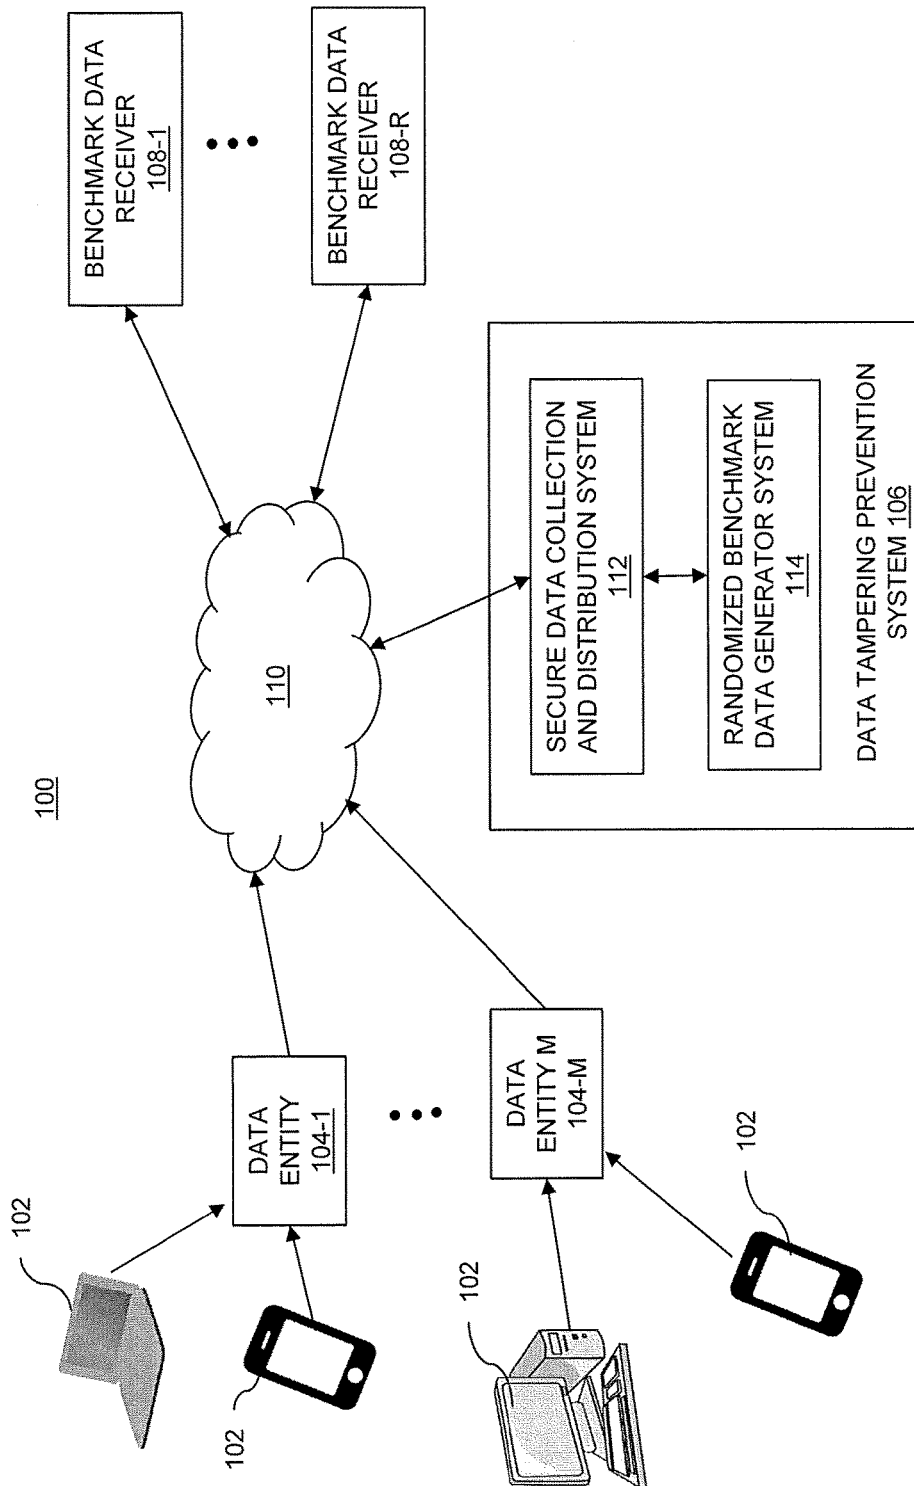 100
102
102
102
102
DATA
ENTITY
104-1
DATA
ENTITY M
104-M
110
BENCHMARK DATA
RECEIVER
108-1
BENCHMARK DATA
RECEIVER
108-R
SECURE DATA COLLECTION
AND DISTRIBUTION SYSTEM
112
RANDOMIZED BENCHMARK
DATA GENERATOR SYSTEM
114
DATA TAMPERING PREVENTION
SYSTEM 106